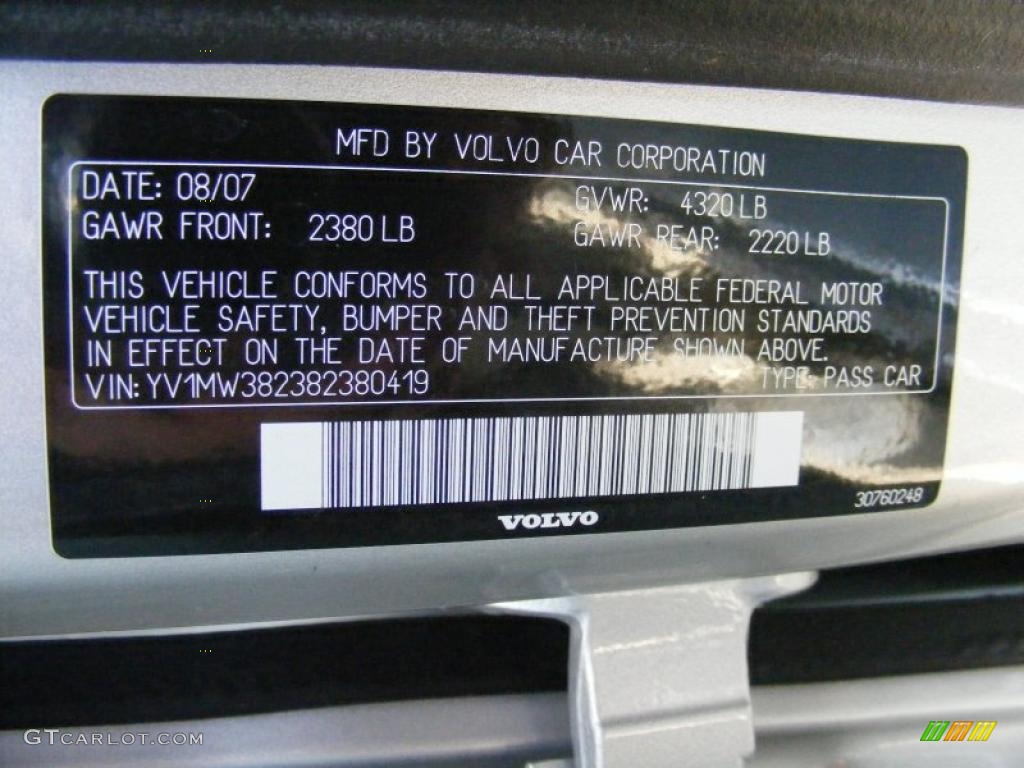 MFD BY VOLVO CAR CORPORATION
DATE: 08/07 GVWR: 4320 LB
GAWR FRONT: 2380 LB GAWR REAR: 2220 LB
THIS VEHICLE CONFORMS TO ALL APPLICABLE FEDERAL MOTOR
VEHICLE SAFETY, BUMPER AND THEFT PREVENTION STANDARDS
IN EFFECT ON THE DATE OF MANUFACTURE SHOWN ABOVE.
VIN: YV1MW382382380419 TYPE: PASS CAR
30760248
VOLVO
GTCARLOT.COM